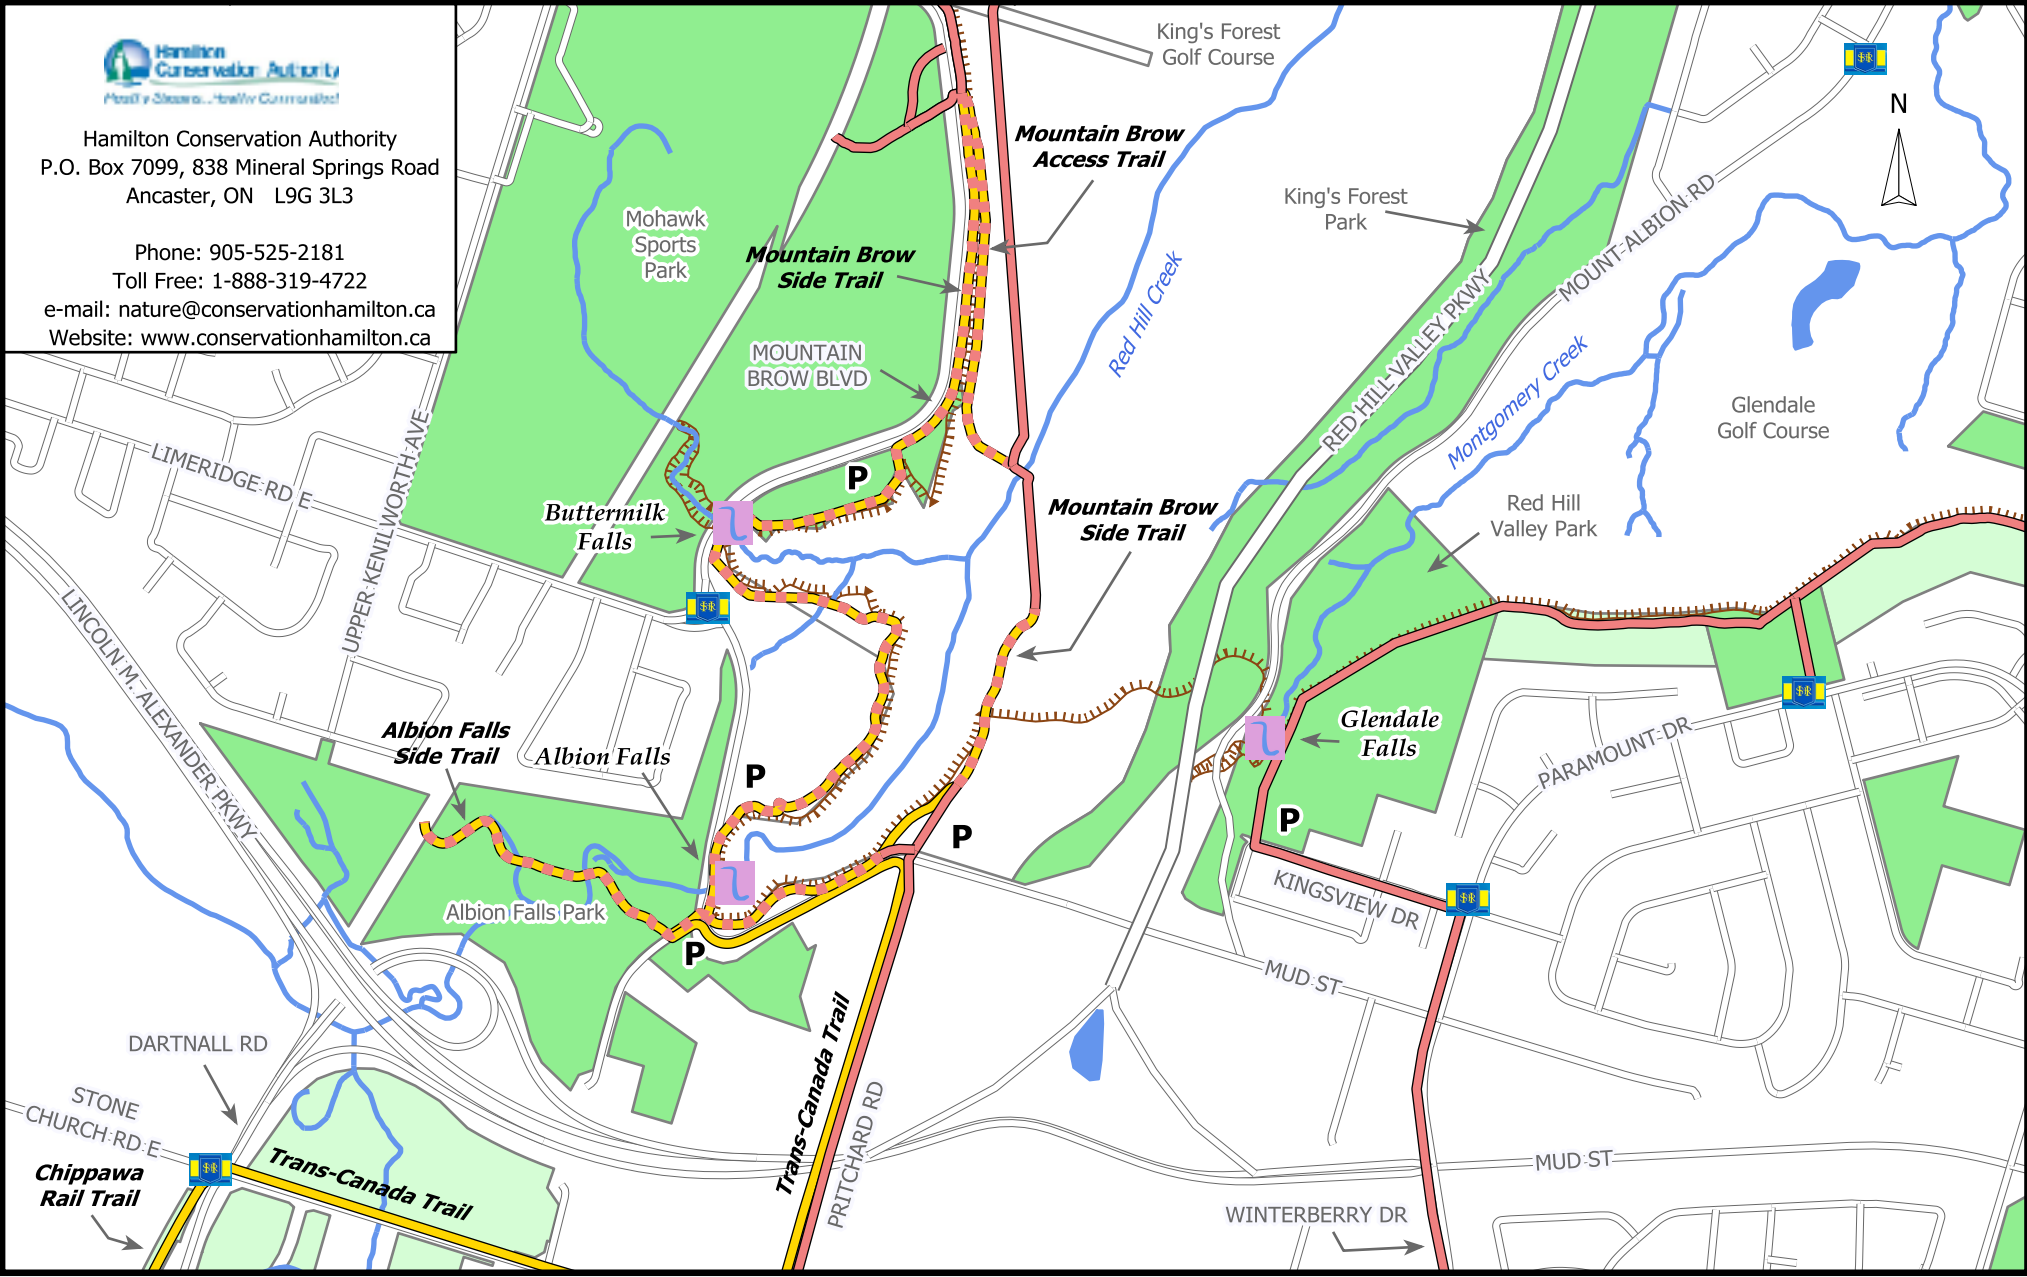 Hamilton
Conservation Authority
Healthy Streams...Healthy Communities!
Hamilton Conservation Authority
P.O. Box 7099, 838 Mineral Springs Road
Ancaster, ON L9G 3L3
Phone: 905-525-2181
Toll Free: 1-888-319-4722
e-mail: nature@conservationhamilton.ca
Website: www.conservationhamilton.ca
King's Forest
Golf Course
N
Mountain Brow
Access Trail
King's Forest
Park
MOUNT ALBION RD
Mohawk
Sports
Park
Mountain Brow
Side Trail
Red Hill Creek
RED HILL VALLEY PKWY
MOUNTAIN
BROW BLVD
Montgomery Creek
Glendale
Golf Course
LIMERIDGE RD E
UPPER KENILWORTH AVE
P
Buttermilk
Falls
Mountain Brow
Side Trail
Red Hill
Valley Park
LINCOLN M. ALEXANDER PKWY
Albion Falls
Side Trail
Albion Falls
P
Glendale
Falls
PARAMOUNT DR
P
P
Albion Falls Park
P
KINGSVIEW DR
MUD ST
DARTNALL RD
STONE
CHURCH RD E
Chippawa
Rail Trail
Trans-Canada Trail
Trans-Canada Trail
PRITCHARD RD
MUD ST
WINTERBERRY DR